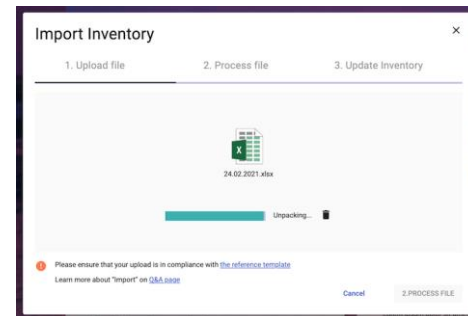 Import Inventory
1. Upload file
2. Process file
3. Update Inventory
X
24.02.2021.xlsx
Unpacking...
Please ensure that your upload is in compliance with the reference template
Learn more about "Import" on Q&A page
Cancel
2.PROCESS FILE